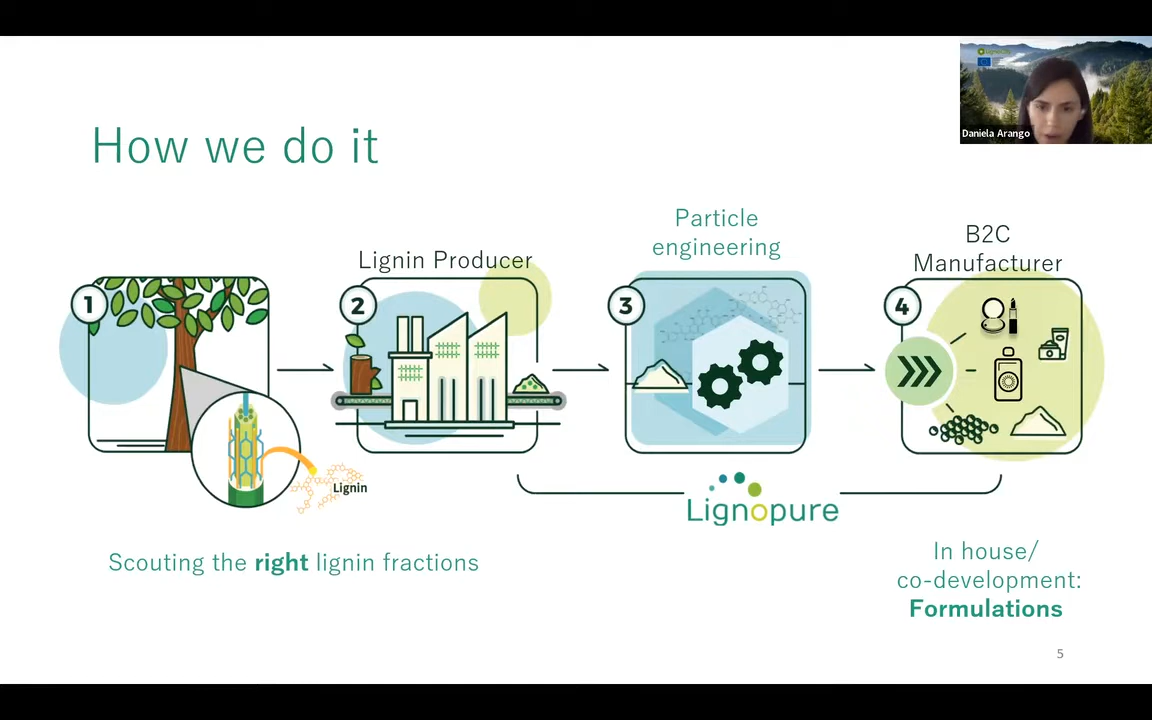 Daniela Arango
How we do it
1
Lignin
2
Lignin Producer
3
Particle
engineering
4
B2C
Manufacturer
Lignopure
Scouting the right lignin fractions
In house/
co-development:
Formulations
5